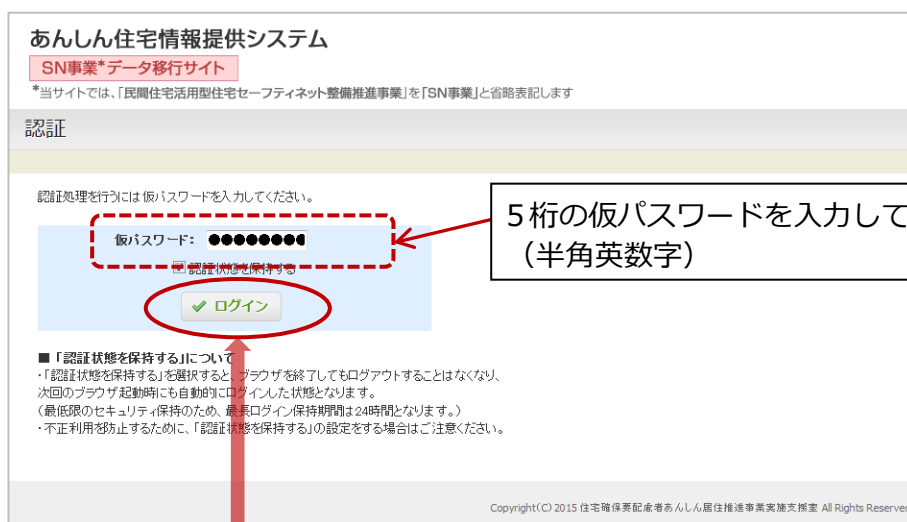 あんしん住宅情報提供システム
SN事業*データ移行サイト
*当サイトでは、「民間住宅活用型住宅セーフティネット整備推進事業」を「SN事業」と省略表記します
認証
認証処理を行うには仮パスワードを入力してください。
仮パスワード： ●●●●●●●●
認証状態を保持する
ログイン
5桁の仮パスワードを入力して
（半角英数字）
■「認証状態を保持する」について
・「認証状態を保持する」を選択すると、ブラウザを終了してもログアウトすることはなくなり、
次回のブラウザ起動時にも自動的にログインした状態となります。
（最低限のセキュリティ保持のため、最長ログイン保持期間は24時間となります。）
・不正利用を防止するために、「認証状態を保持する」の設定をする場合はご注意ください。
Copyright(C) 2015 住宅確保要配慮者あんしん居住推進事業実施支援室 All Rights Reserved